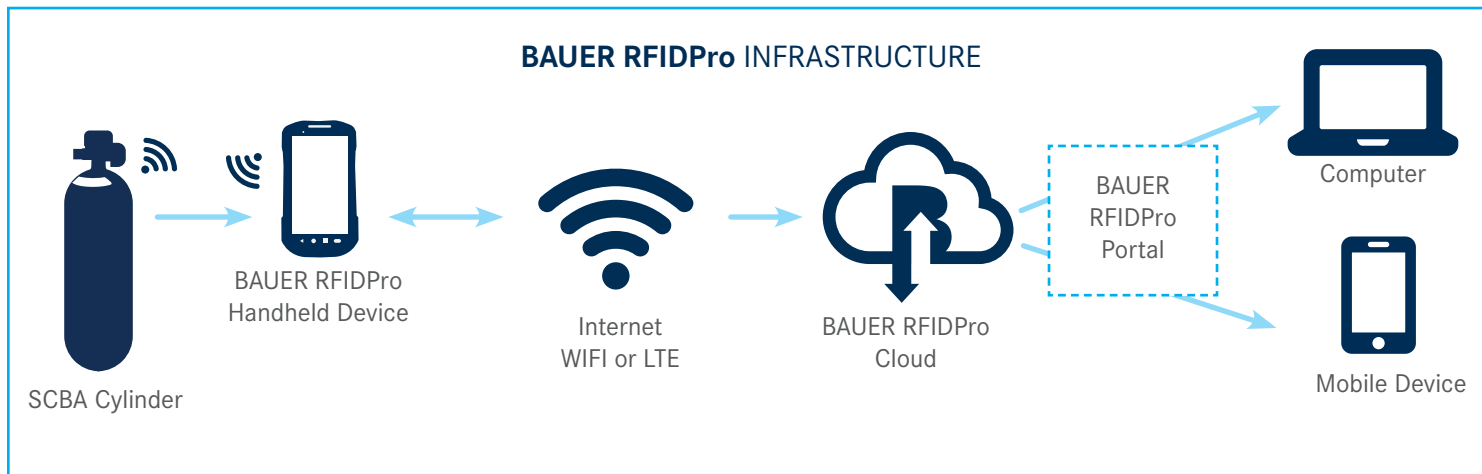 BAUER RFIDPro INFRASTRUCTURE
SCBA Cylinder
BAUER RFIDPro
Handheld Device
Internet
WIFI or LTE
B
BAUER RFIDPro
Cloud
BAUER
RFIDPro
Portal
Computer
Mobile Device